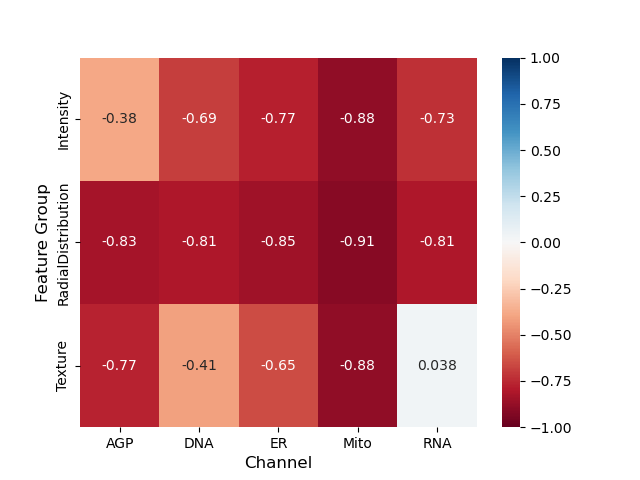 Feature Group
Intensity
RadialDistribution
Texture
-0.38 -0.69 -0.77 -0.88 -0.73
-0.83 -0.81 -0.85 -0.91 -0.81
-0.77 -0.41 -0.65 -0.88 0.038
AGP DNA ER Mito RNA
Channel
1.00
0.75
0.50
0.25
0.00
−0.25
−0.50
−0.75
−1.00